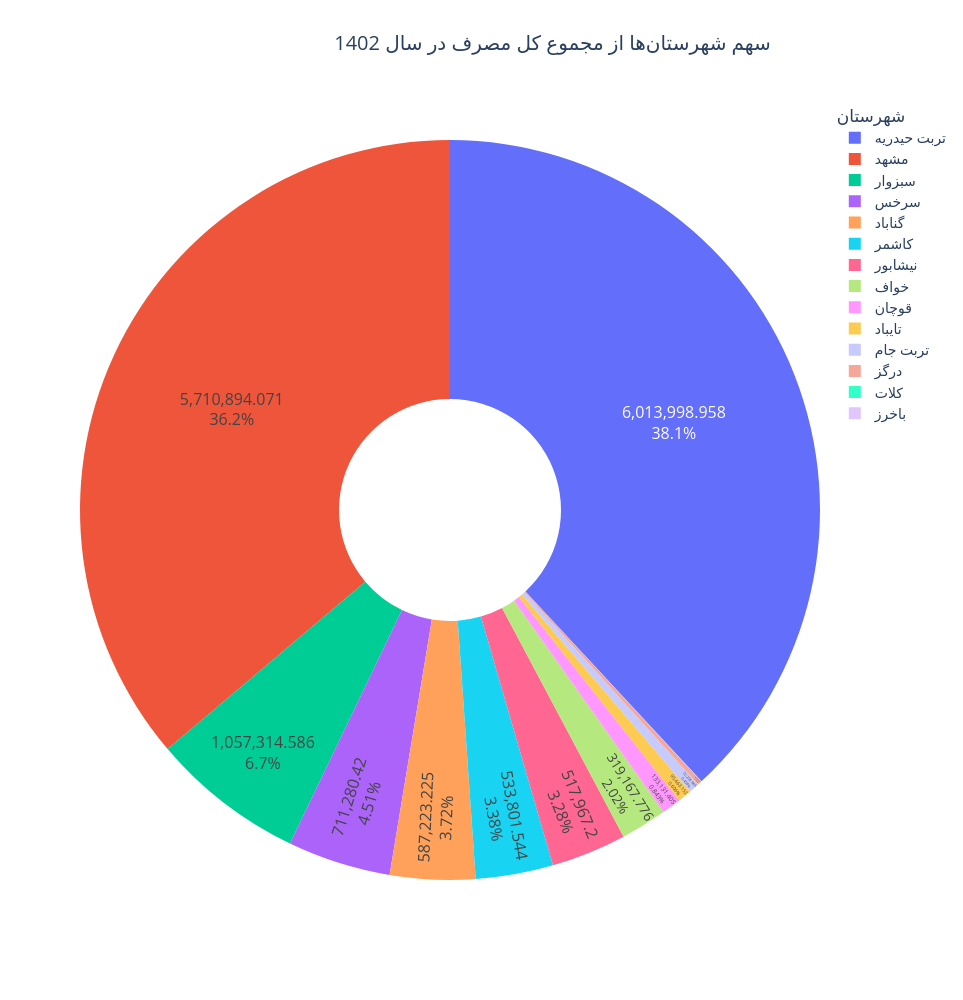 سهم شهرستان‌ها از مجموع کل مصرف در سال 1402
شهرستان
تربت حیدریه
مشهد
سبزوار
سرخس
گناباد
کاشمر
نیشابور
خواف
قوچان
تایباد
تربت جام
درگز
کلات
باخرز
6,013,998.958
38.1%
5,710,894.071
36.2%
1,057,314.586
6.7%
711,280.42
4.51%
587,223.225
3.72%
533,801.544
3.38%
517,967.2
3.28%
319,167.776
2.02%
0.843%